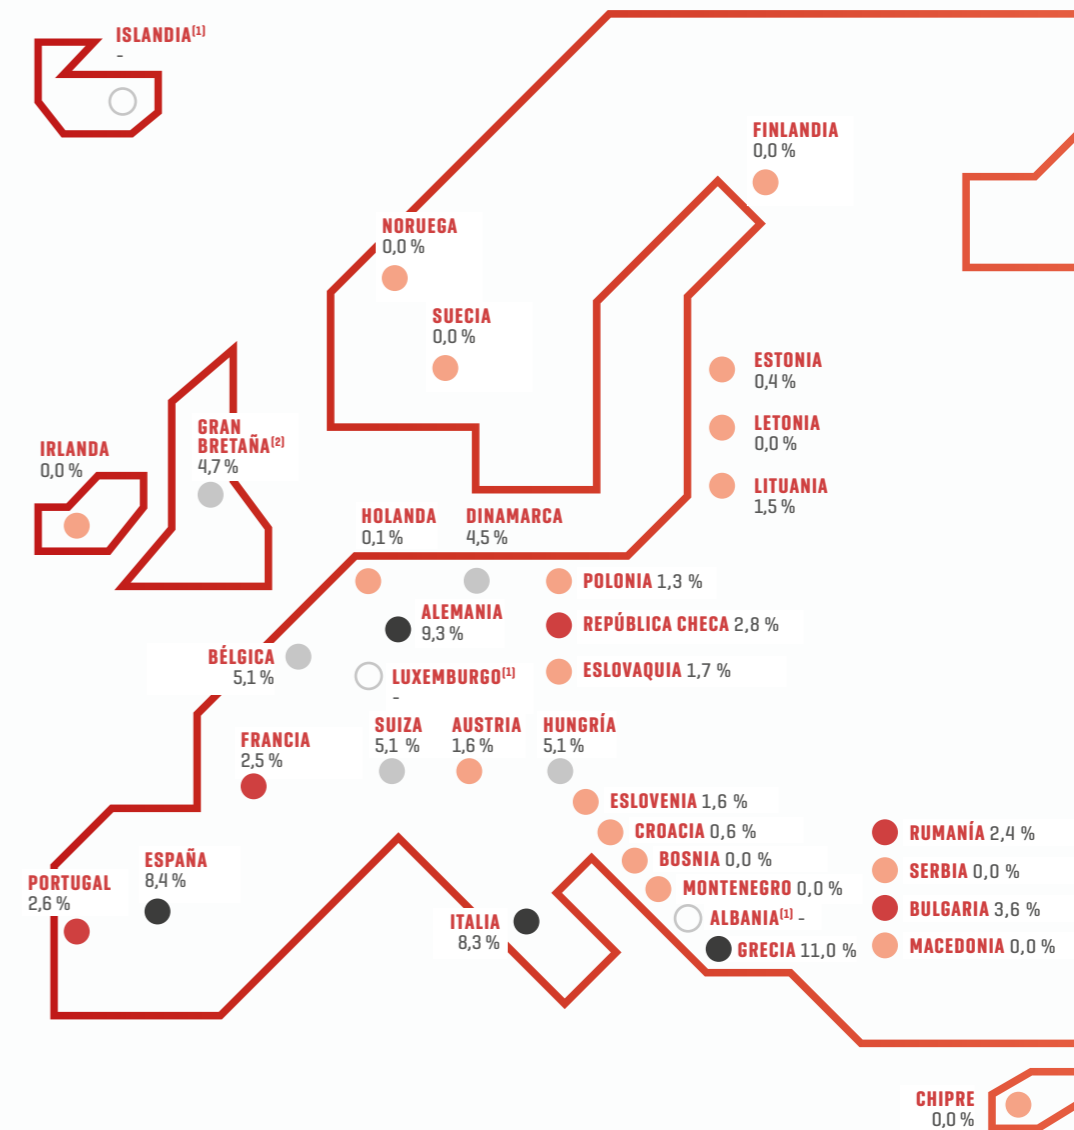 ISLANDIA(1)
-
FINLANDIA
0,0 %
NORUEGA
0,0 %
SUECIA
0,0 %
ESTONIA
0,4 %
LETONIA
0,0 %
LITUANIA
1,5 %
GRAN
BRETAÑA(2)
4,7 %
IRLANDA
0,0 %
HOLANDA
0,1 %
DINAMARCA
4,5 %
POLONIA 1,3 %
ALEMANIA
9,3 %
REPÚBLICA CHECA 2,8 %
BÉLGICA
5,1 %
LUXEMBURGO(1)
-
ESLOVAQUIA 1,7 %
FRANCIA
2,5 %
SUIZA
5,1 %
AUSTRIA
1,6 %
HUNGRÍA
5,1 %
ESLOVENIA 1,6 %
CROACIA 0,6 %
BOSNIA 0,0 %
MONTENEGRO 0,0 %
ALBANIA(1) -
GRECIA 11,0 %
RUMANÍA 2,4 %
SERBIA 0,0 %
BULGARIA 3,6 %
MACEDONIA 0,0 %
ESPAÑA
8,4 %
PORTUGAL
2,6 %
ITALIA
8,3 %
CHIPRE
0,0 %